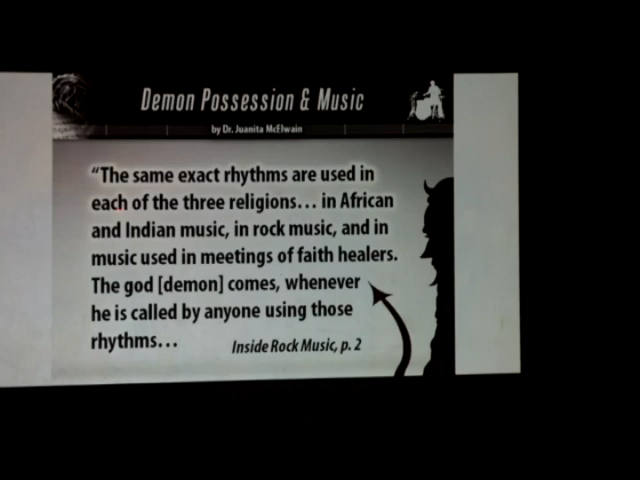 Demon Possession & Music
by Dr. Juanita McElwain
“The same exact rhythms are used in
each of the three religions... in African
and Indian music, in rock music, and in
music used in meetings of faith healers.
The god [demon] comes, whenever
he is called by anyone using those
rhythms...
Inside Rock Music, p. 2